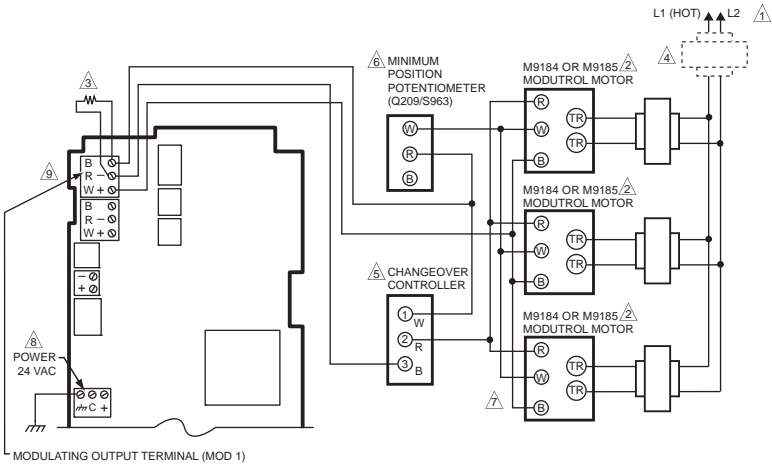 L1 (HOT) L2 1
6 MINIMUM
POSITION
POTENTIOMETER
(Q209/S963)
W
R
B
3
4
9
B
R –
W +
B
R –
W +
–
+
8
POWER
24 VAC
C +
MODULATING OUTPUT TERMINAL (MOD 1)
5 CHANGEOVER
CONTROLLER
1 W
2 R
3 B
M9184 OR M9185 2
MODUTROL MOTOR
R
W
B
TR
TR
M9184 OR M9185 2
MODUTROL MOTOR
R
W
B
TR
TR
M9184 OR M9185 2
MODUTROL MOTOR
R
W
B
TR
TR
7